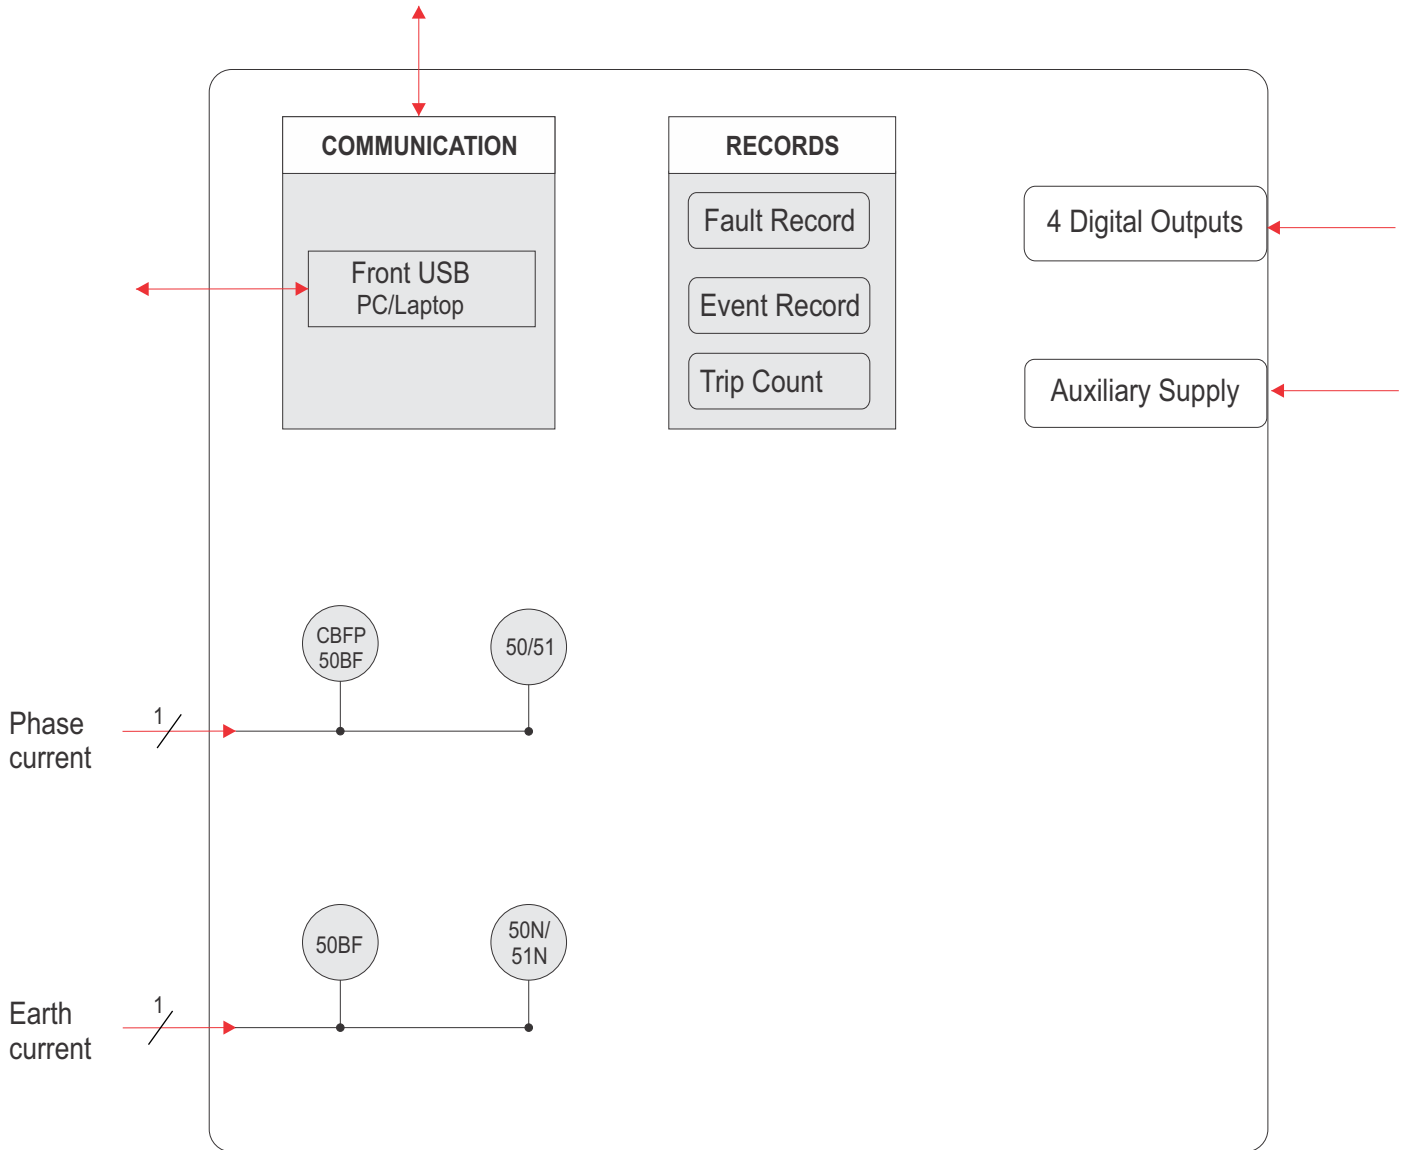 COMMUNICATION
RECORDS
Front USB
PC/Laptop
Fault Record
Event Record
Trip Count
4 Digital Outputs
Auxiliary Supply
CBFP
50BF
50/51
Phase
current
1
50BF
50N/
51N
Earth
current
1